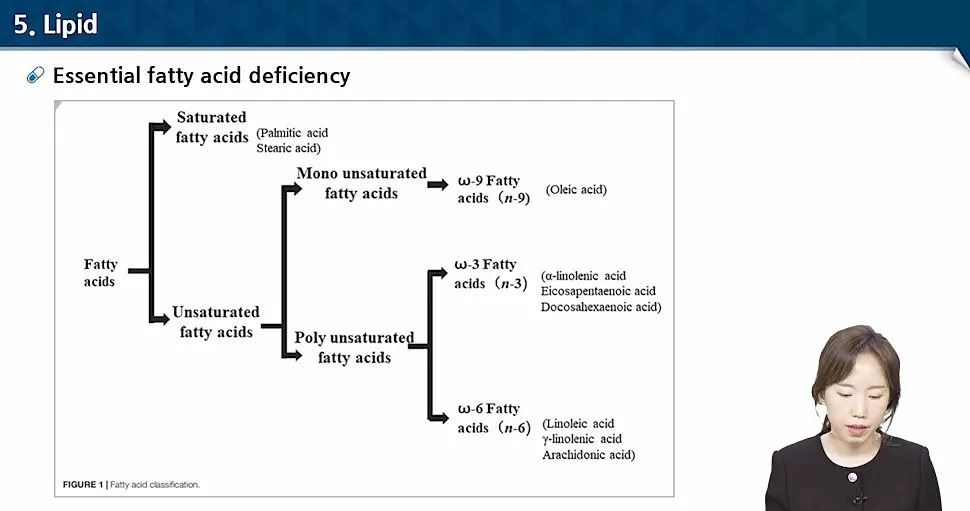 5. Lipid
Essential fatty acid deficiency
Saturated
fatty acids
(Palmitic acid
Stearic acid)
Mono unsaturated
fatty acids
ω-9 Fatty
acids (n-9)
(Oleic acid)
Fatty
acids
ω-3 Fatty
acids (n-3)
(α-linolenic acid
Eicosapentaenoic acid
Docosahexaenoic acid)
Unsaturated
fatty acids
Poly unsaturated
fatty acids
ω-6 Fatty
acids (n-6)
(Linoleic acid
γ-linolenic acid
Arachidonic acid)
FIGURE 1 | Fatty acid classification.